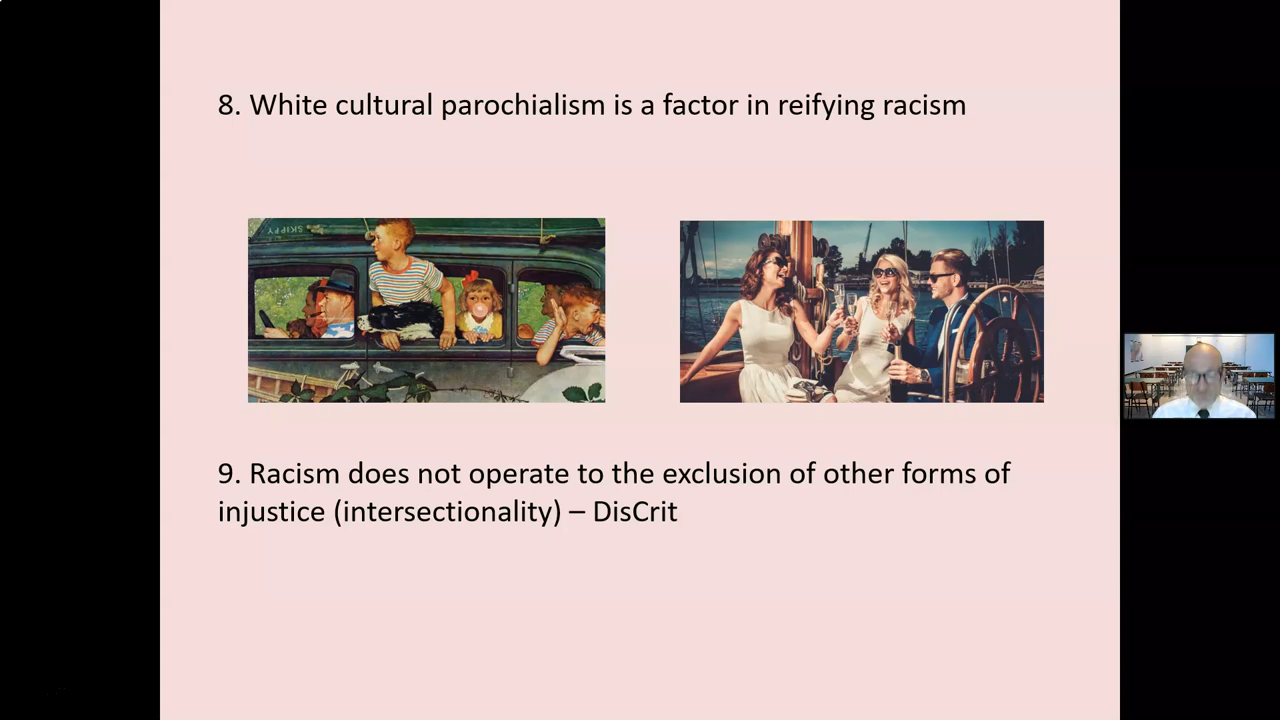 8. White cultural parochialism is a factor in reifying racism
SKIPPY
9. Racism does not operate to the exclusion of other forms of
injustice (intersectionality) – DisCrit